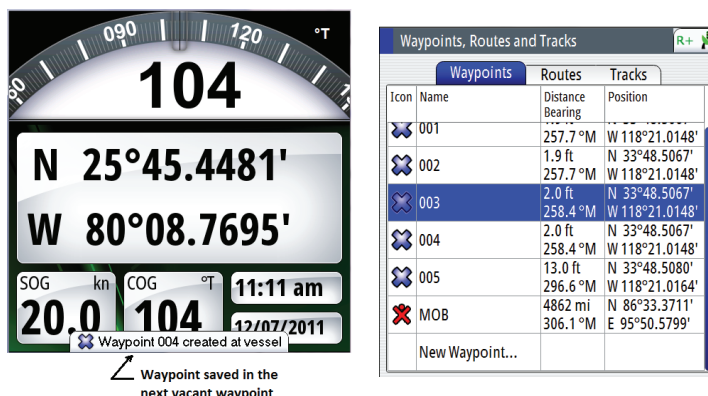 090 120 °T
104
N 25°45.4481'
W 80°08.7695'
SOG kn COG °T 11:11 am
20.0 104 12/07/2011
Waypoint 004 created at vessel
Waypoint saved in the
next vacant waypoint
Waypoints, Routes and Tracks R+
Waypoints Routes Tracks
Icon Name Distance Position
Bearing
001 257.7 °M W 118°21.0148'
002 1.9 ft N 33°48.5067'
257.7 °M W 118°21.0148'
003 2.0 ft N 33°48.5067'
258.4 °M W 118°21.0148'
004 2.0 ft N 33°48.5067'
258.4 °M W 118°21.0148'
005 13.0 ft N 33°48.5080'
296.6 °M W 118°21.0164'
MOB 4862 mi N 86°33.3711'
306.1 °M E 95°50.5799'
New Waypoint...